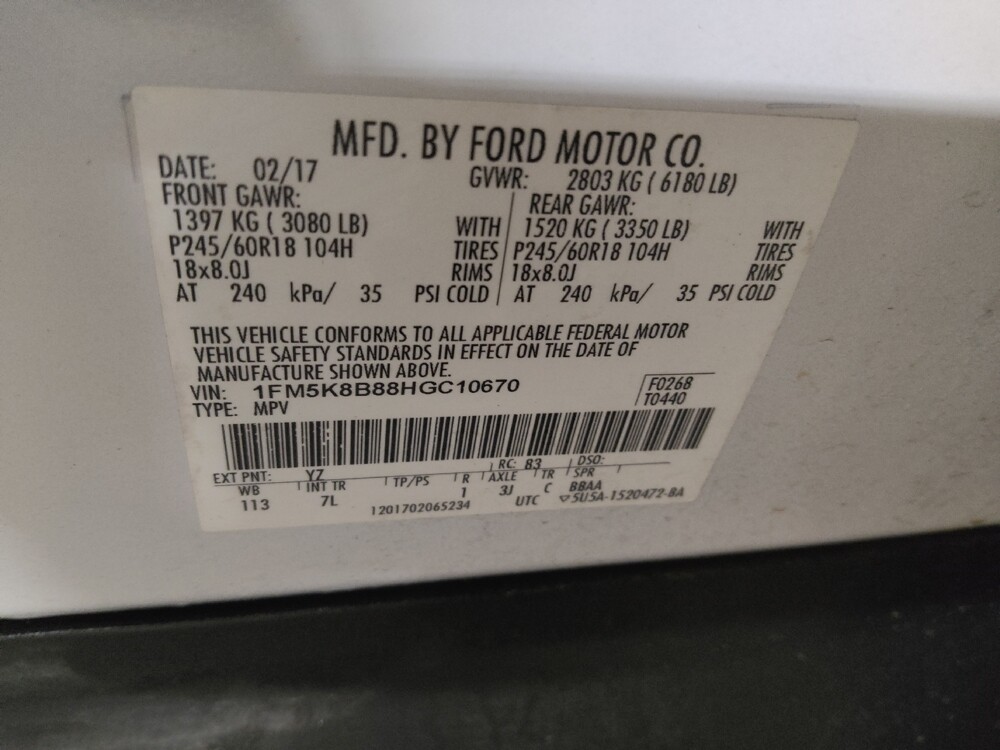 MFD. BY FORD MOTOR CO.
DATE: 02/17 GVWR: 2803 KG ( 6180 LB)
FRONT GAWR: REAR GAWR:
1397 KG ( 3080 LB) WITH 1520 KG ( 3350 LB) WITH
P245/60R18 104H TIRES P245/60R18 104H TIRES
18x8.0J RIMS 18x8.0J RIMS
AT 240 kPa/ 35 PSI COLD AT 240 kPa/ 35 PSI COLD
THIS VEHICLE CONFORMS TO ALL APPLICABLE FEDERAL MOTOR
VEHICLE SAFETY STANDARDS IN EFFECT ON THE DATE OF
MANUFACTURE SHOWN ABOVE.
VIN: 1FM5K8B88HGC10670 F0268
TYPE: MPV T0440
EXT PNT: YZ RC: 83 DSO:
WB INT TR TP/PS R AXLE TR SPR
113 7L 1 3J C BBAA
1201702065234 UTC 5U5A-1520472-BA